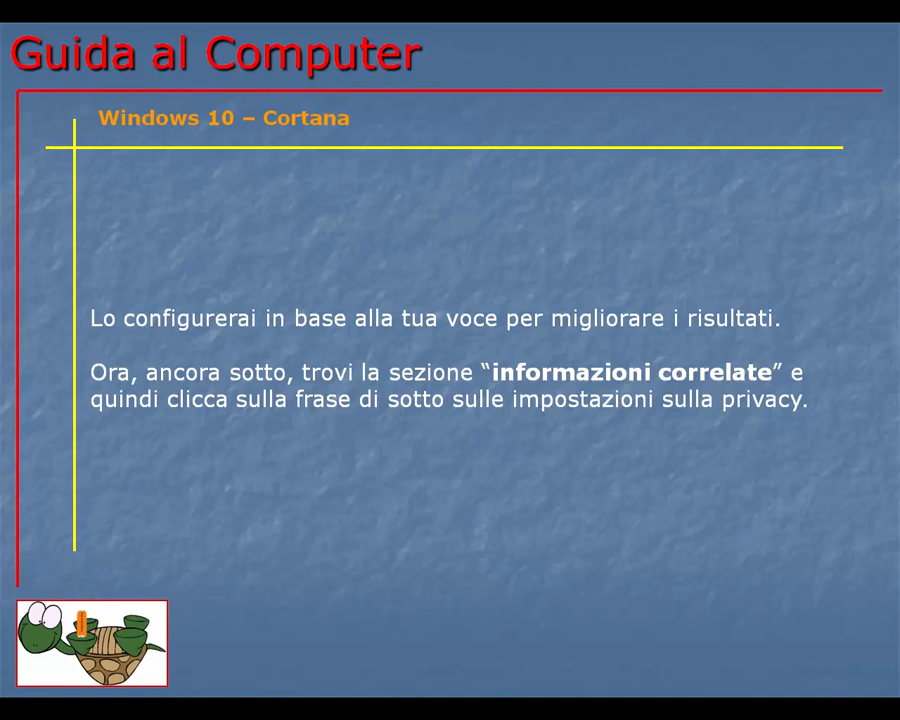 Guida al Computer
Windows 10 – Cortana
Lo configurerai in base alla tua voce per migliorare i risultati.
Ora, ancora sotto, trovi la sezione “informazioni correlate” e
quindi clicca sulla frase di sotto sulle impostazioni sulla privacy.